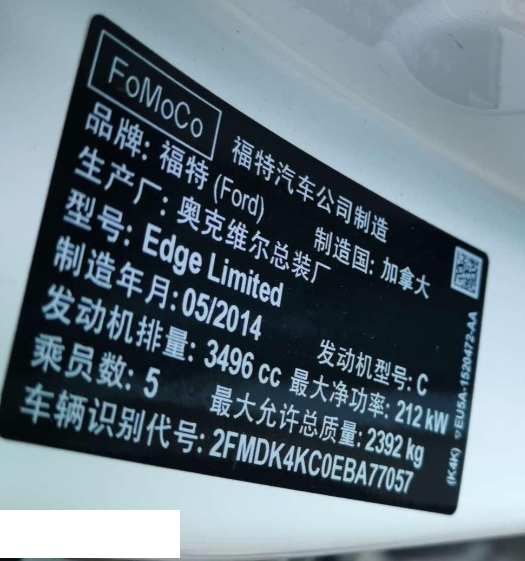 FoMoCo
福特汽车公司制造
品牌: 福特 (Ford) 制造国: 加拿大
生产厂: 奥克维尔总装厂
型号: Edge Limited
制造年月: 05/2014 发动机型号: C
发动机排量: 3496 cc 最大净功率: 212 kW
乘员数: 5 最大允许总质量: 2392 kg
车辆识别代号: 2FMDK4KC0EBA77057
(K4K) ▽ EU5A-1520472-AA